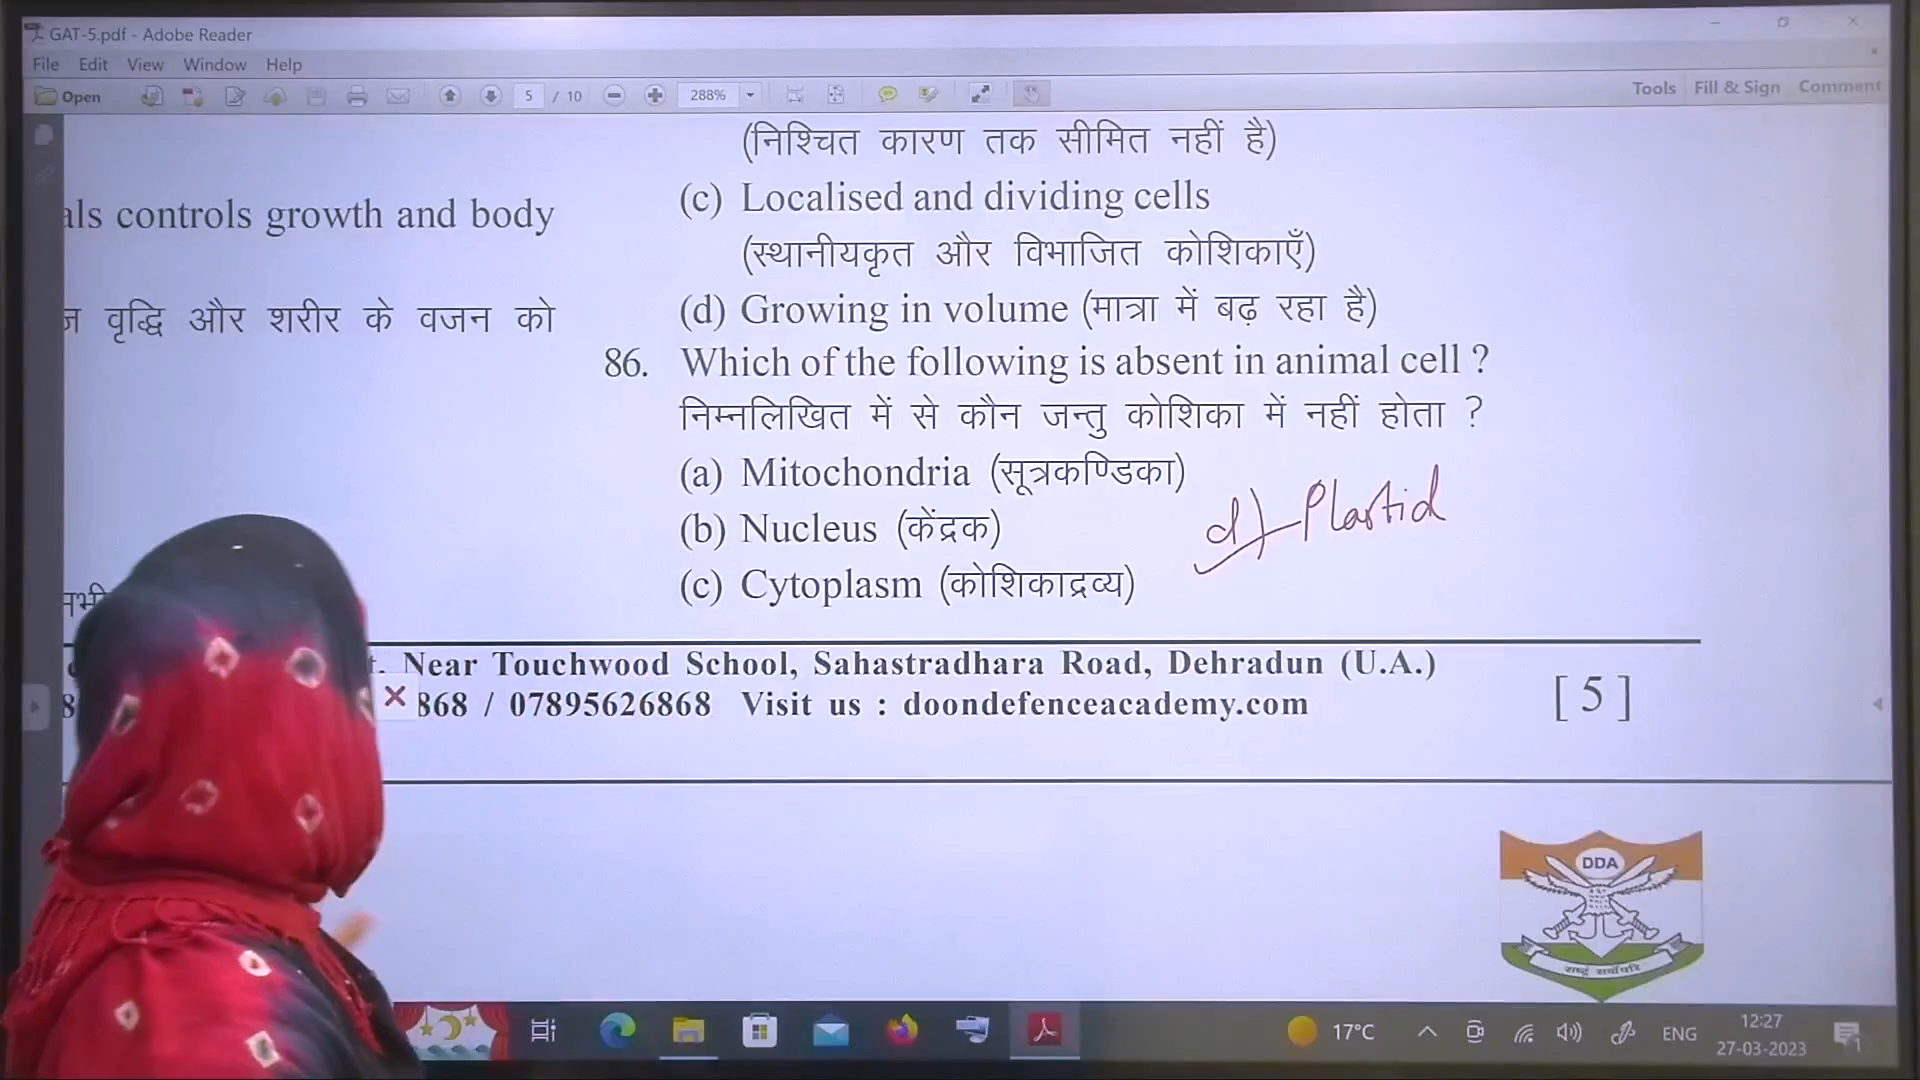 GAT-5.pdf - Adobe Reader
File Edit View Window Help
Open 5 / 10 288% Tools Fill & Sign Comment
als controls growth and body
वृद्धि और शरीर के वजन को
(निश्चित कारण तक सीमित नहीं है)
(c) Localised and dividing cells
(स्थानीयकृत और विभाजित कोशिकाएँ)
(d) Growing in volume (मात्रा में बढ़ रहा है)
86. Which of the following is absent in animal cell ?
निम्नलिखित में से कौन जन्तु कोशिका में नहीं होता ?
(a) Mitochondria (सूत्रकण्डिका)
(b) Nucleus (केंद्रक)
(c) Cytoplasm (कोशिकाद्रव्य)
d) Plastid
t. Near Touchwood School, Sahastradhara Road, Dehradun (U.A.)
868 / 07895626868 Visit us : doondefenceacademy.com
[ 5 ]
DDA
राष्ट्रं सर्वोपरि
17°C ENG 12:27
27-03-2023